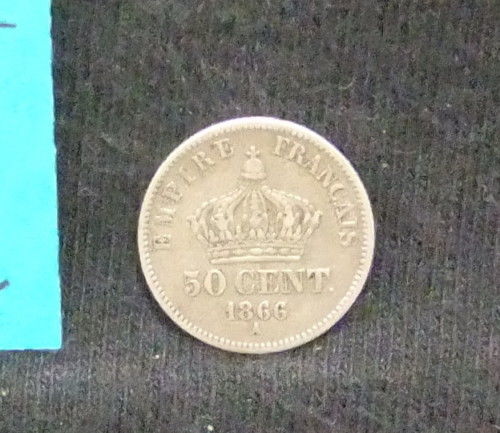 EMPIRE FRANÇAIS
50 CENT.
1866
A